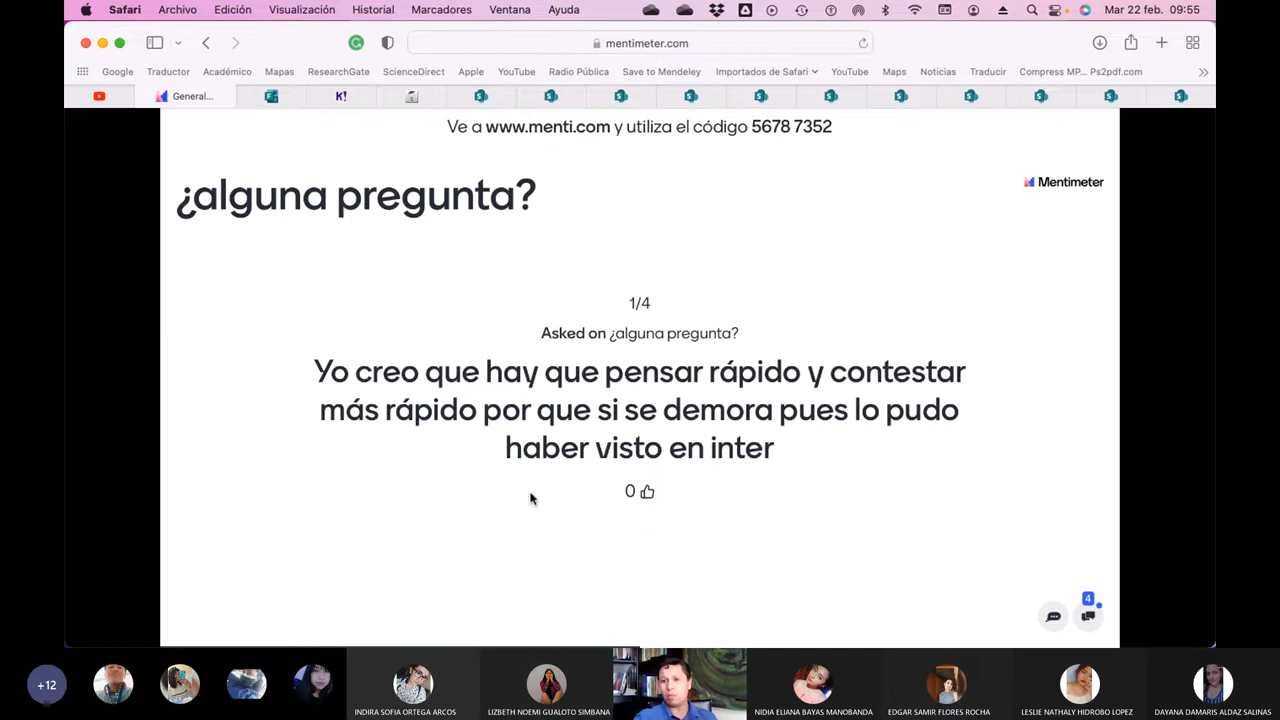 Safari Archivo Edición Visualización Historial Marcadores Ventana Ayuda Mar 22 feb. 09:55
mentimeter.com
Google Traductor Académico Mapas ResearchGate ScienceDirect Apple YouTube Radio Pública Save to Mendeley Importados de Safari YouTube Maps Noticias Traducir Compress MP... Ps2pdf.com
General...
K!
Ve a www.menti.com y utiliza el código 5678 7352
¿alguna pregunta?
Mentimeter
1/4
Asked on ¿alguna pregunta?
Yo creo que hay que pensar rápido y contestar
más rápido por que si se demora pues lo pudo
haber visto en inter
0
4
+12
INDIRA SOFIA ORTEGA ARCOS LIZBETH NOEMI GUALOTO SIMBANA NIDIA ELIANA BAYAS MANOBANDA EDGAR SAMIR FLORES ROCHA LESLIE NATHALY HIDROBO LOPEZ DAYANA DAMARIS ALDAZ SALINAS